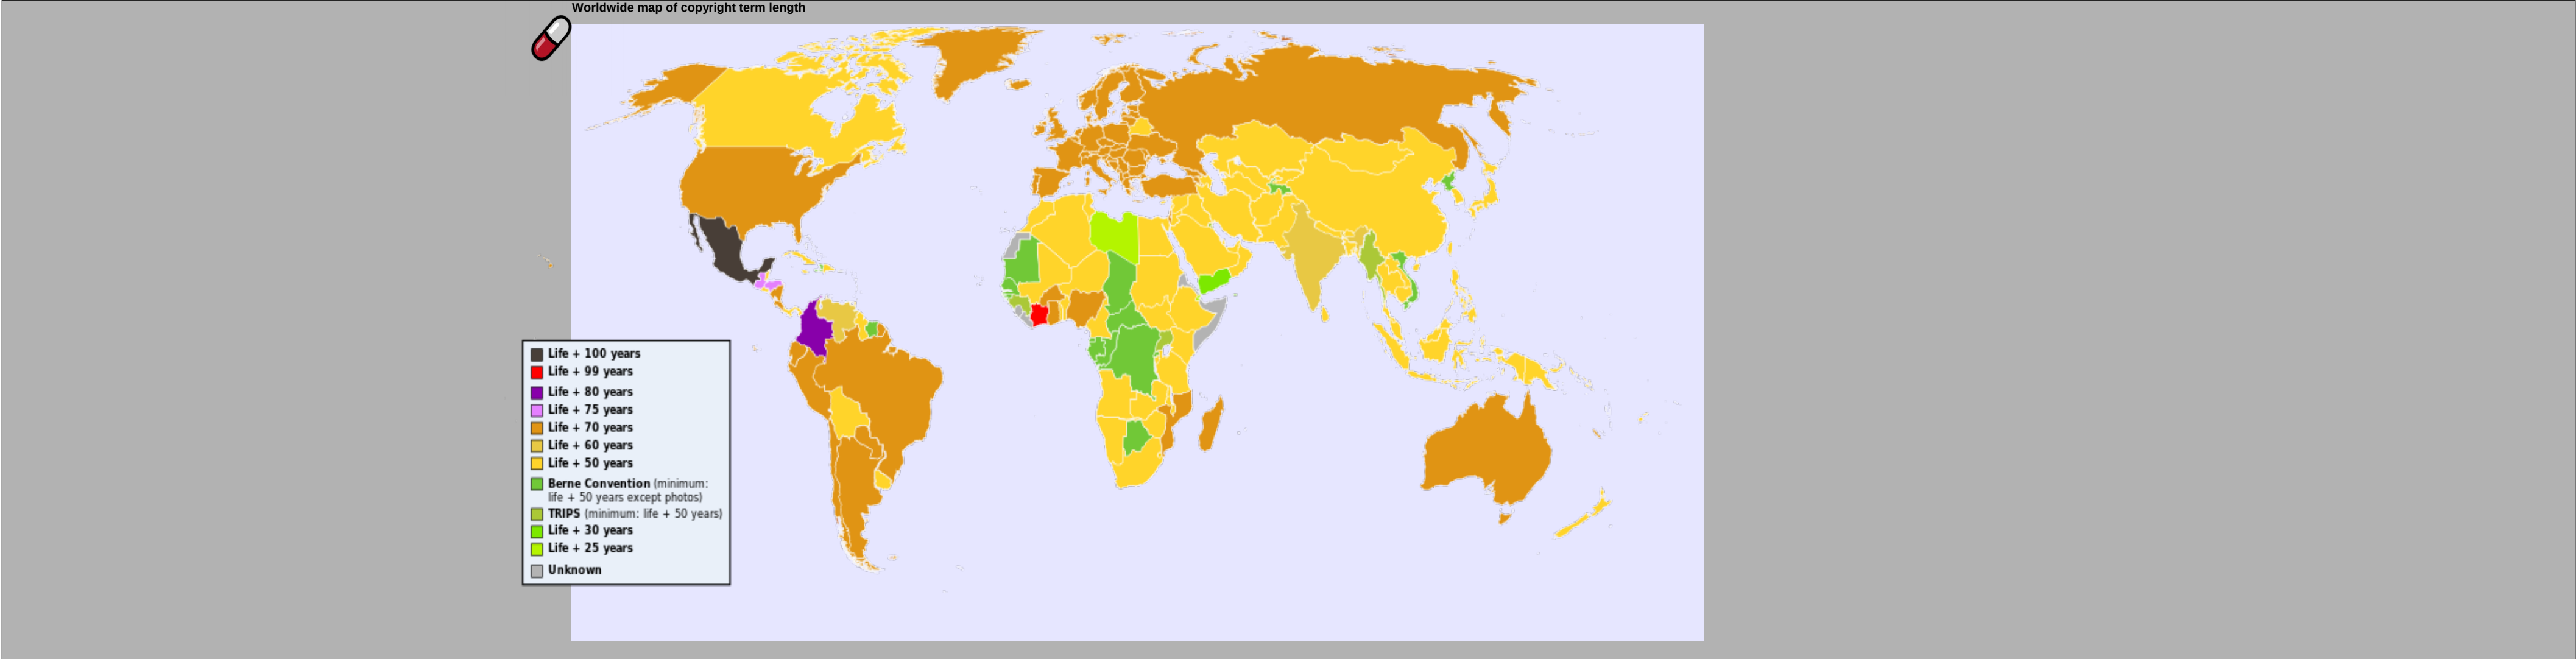 Worldwide map of copyright term length
Life + 100 years
Life + 99 years
Life + 80 years
Life + 75 years
Life + 70 years
Life + 60 years
Life + 50 years
Berne Convention (minimum:
life + 50 years except photos)
TRIPS (minimum: life + 50 years)
Life + 30 years
Life + 25 years
Unknown